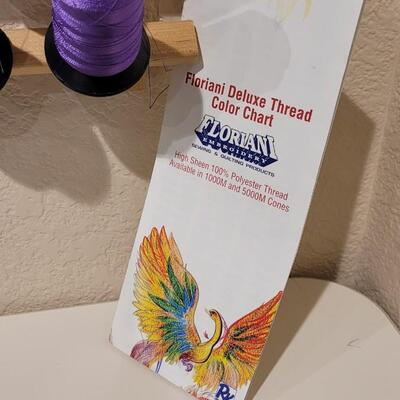 Floriani Deluxe Thread
Color Chart
FLORIANI
EMBROIDERY
SEWING & QUILTING PRODUCTS
High Sheen 100% Polyester Thread
Available in 1000M and 5000M Cones